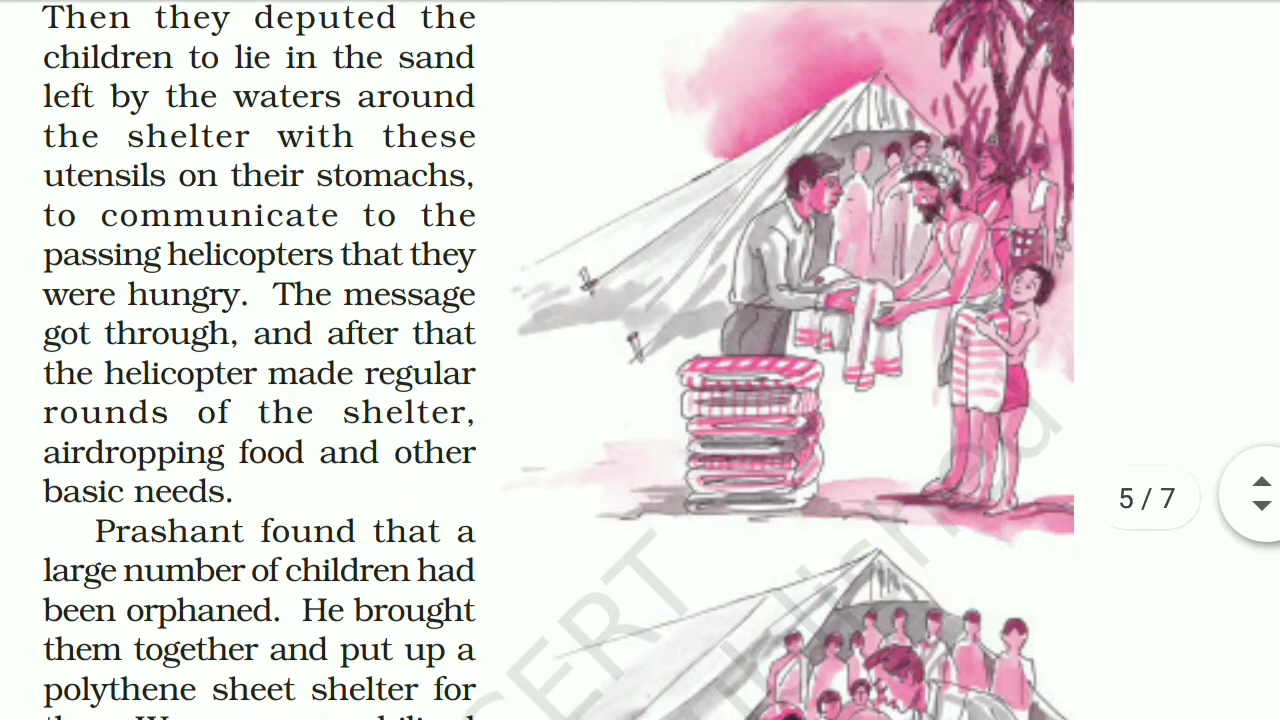 Then they deputed the
children to lie in the sand
left by the waters around
the shelter with these
utensils on their stomachs,
to communicate to the
passing helicopters that they
were hungry. The message
got through, and after that
the helicopter made regular
rounds of the shelter,
airdropping food and other
basic needs.
Prashant found that a
large number of children had
been orphaned. He brought
them together and put up a
polythene sheet shelter for
5 / 7